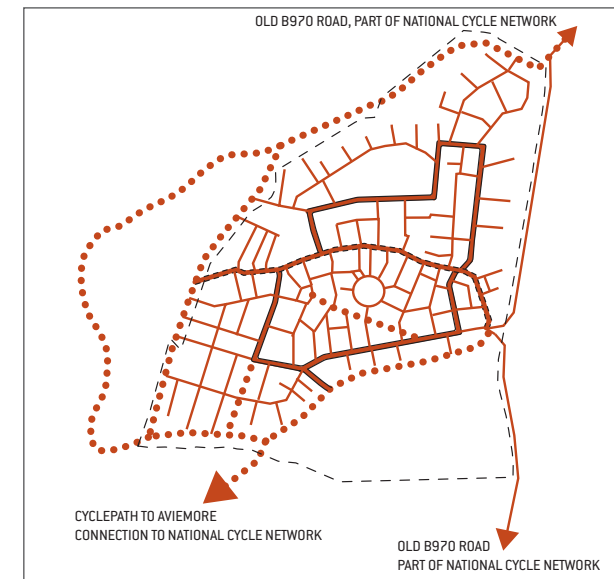 OLD B970 ROAD, PART OF NATIONAL CYCLE NETWORK
CYCLEPATH TO AVIEMORE
CONNECTION TO NATIONAL CYCLE NETWORK
OLD B970 ROAD
PART OF NATIONAL CYCLE NETWORK